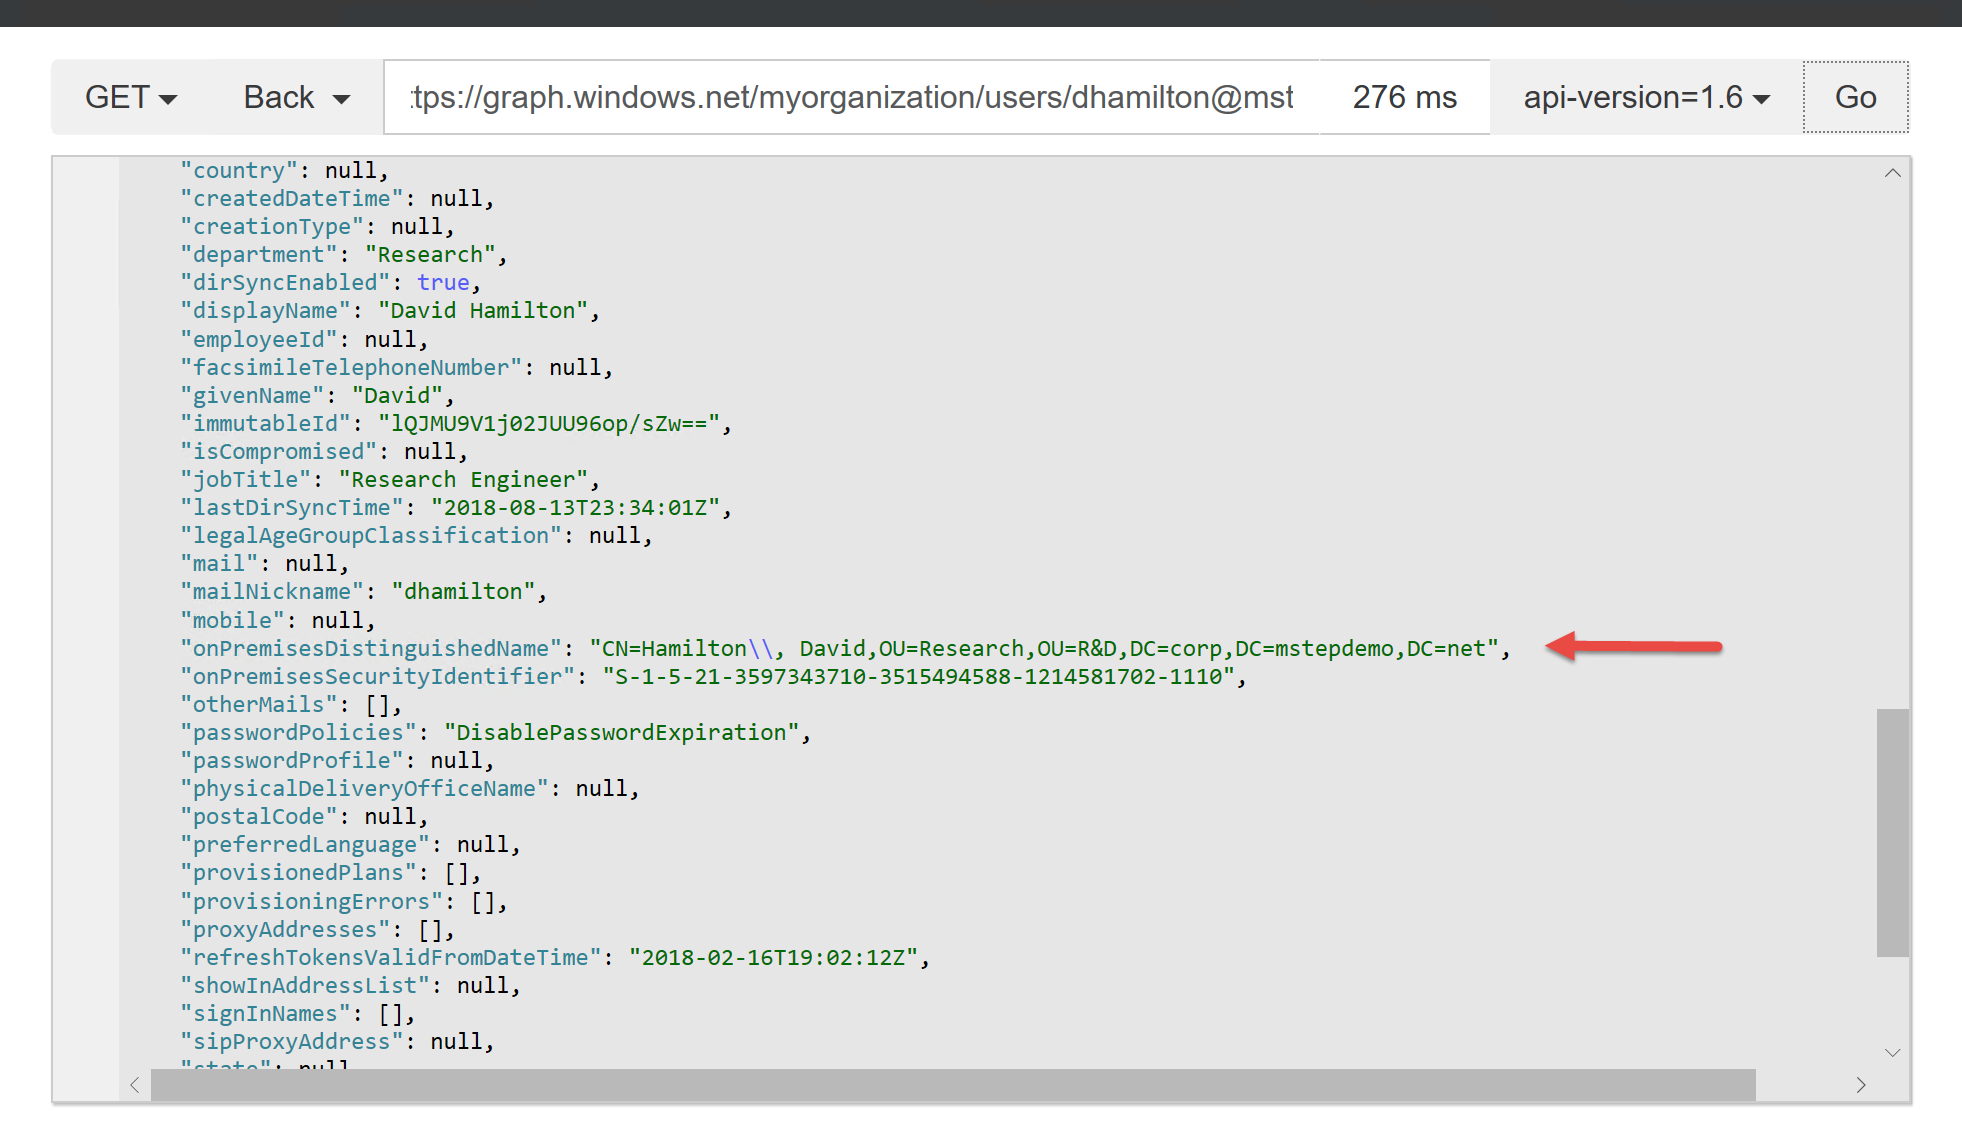 GET Back ttps://graph.windows.net/myorganization/users/dhamilton@mst 276 ms api-version=1.6 Go
"country": null,
"createdDateTime": null,
"creationType": null,
"department": "Research",
"dirSyncEnabled": true,
"displayName": "David Hamilton",
"employeeId": null,
"facsimileTelephoneNumber": null,
"givenName": "David",
"immutableId": "lQJMU9V1j02JUU96op/sZw==",
"isCompromised": null,
"jobTitle": "Research Engineer",
"lastDirSyncTime": "2018-08-13T23:34:01Z",
"legalAgeGroupClassification": null,
"mail": null,
"mailNickname": "dhamilton",
"mobile": null,
"onPremisesDistinguishedName": "CN=Hamilton\\, David,OU=Research,OU=R&D,DC=corp,DC=mstepdemo,DC=net",
"onPremisesSecurityIdentifier": "S-1-5-21-3597343710-3515494588-1214581702-1110",
"otherMails": [],
"passwordPolicies": "DisablePasswordExpiration",
"passwordProfile": null,
"physicalDeliveryOfficeName": null,
"postalCode": null,
"preferredLanguage": null,
"provisionedPlans": [],
"provisioningErrors": [],
"proxyAddresses": [],
"refreshTokensValidFromDateTime": "2018-02-16T19:02:12Z",
"showInAddressList": null,
"signInNames": [],
"sipProxyAddress": null,
"state": null